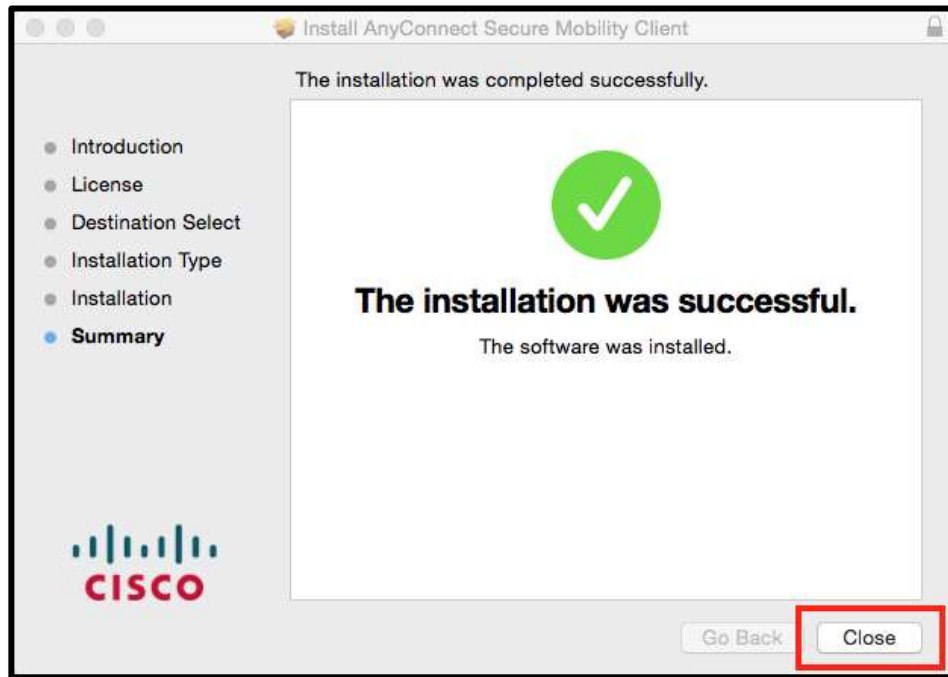 Install AnyConnect Secure Mobility Client
The installation was completed successfully.
Introduction
License
Destination Select
Installation Type
Installation
Summary
The installation was successful.
The software was installed.
CISCO
Go Back
Close